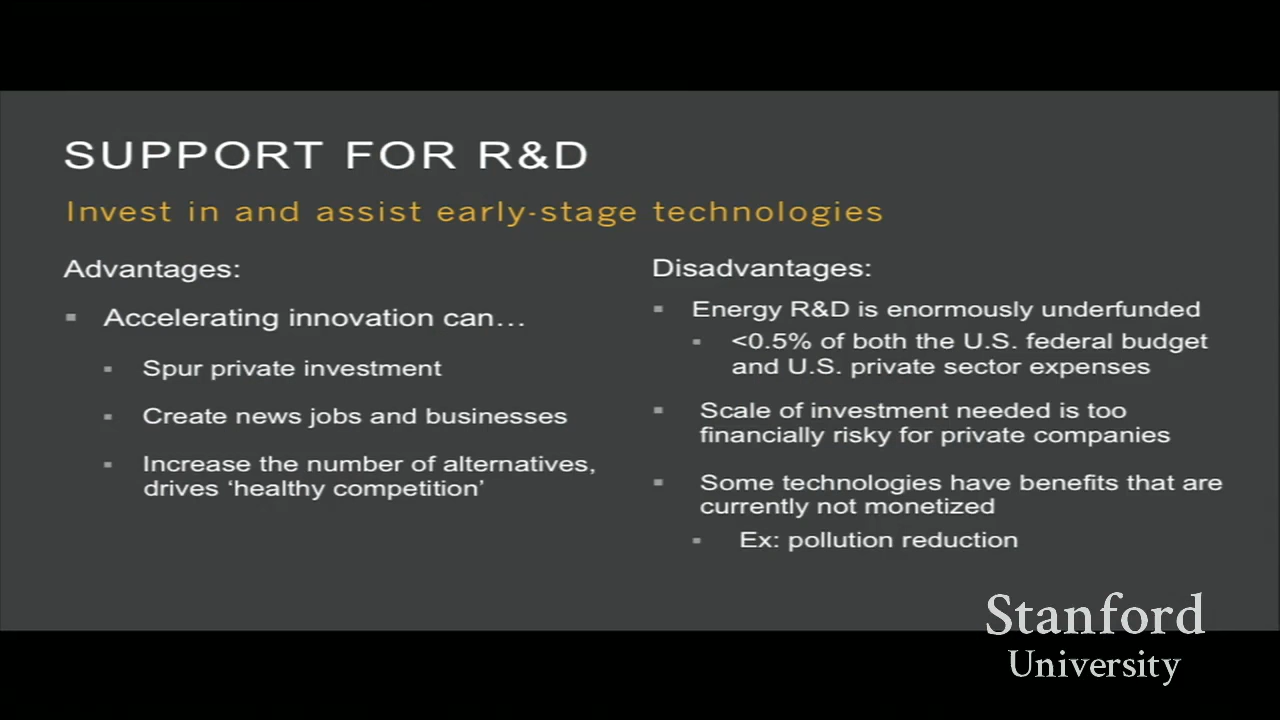 SUPPORT FOR R&D
Invest in and assist early-stage technologies
Advantages:
Accelerating innovation can…
Spur private investment
Create news jobs and businesses
Increase the number of alternatives,
drives ‘healthy competition’
Disadvantages:
Energy R&D is enormously underfunded
<0.5% of both the U.S. federal budget
and U.S. private sector expenses
Scale of investment needed is too
financially risky for private companies
Some technologies have benefits that are
currently not monetized
Ex: pollution reduction
Stanford
University